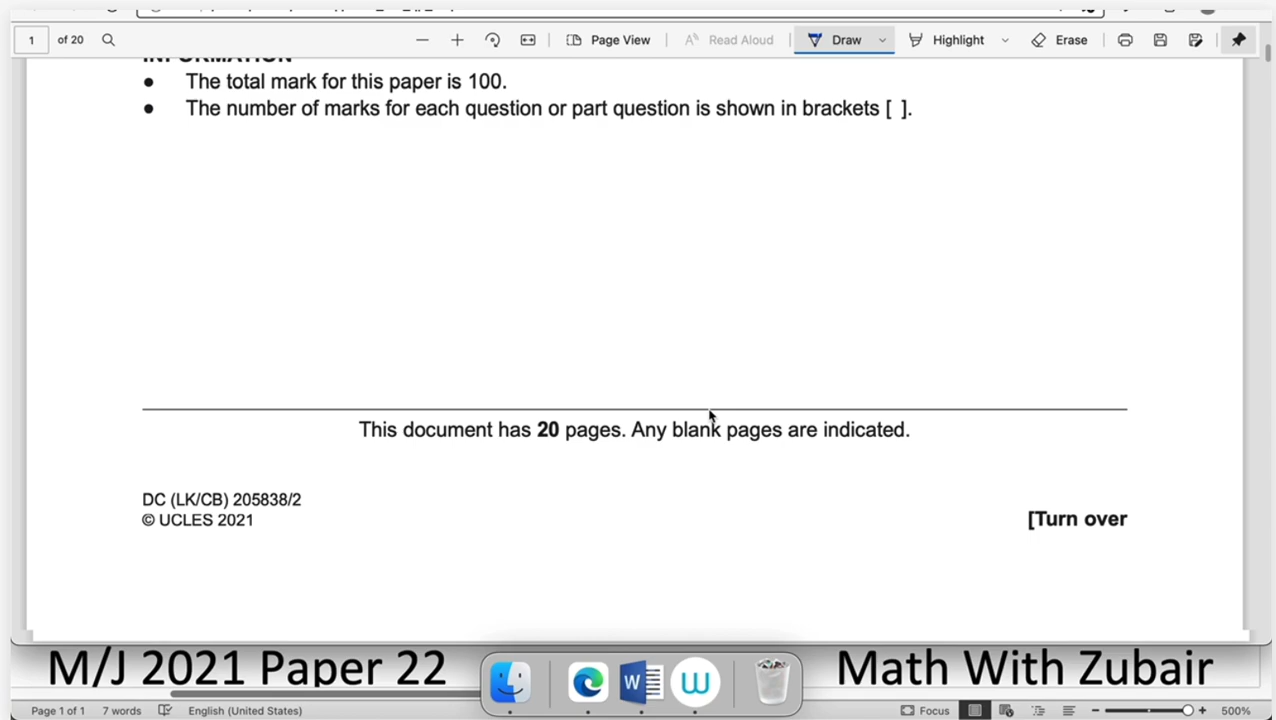 1 of 20 Page View Read Aloud Draw Highlight Erase
INFORMATION
• The total mark for this paper is 100.
• The number of marks for each question or part question is shown in brackets [ ].
This document has 20 pages. Any blank pages are indicated.
DC (LK/CB) 205838/2
© UCLES 2021
[Turn over
M/J 2021 Paper 22 Math With Zubair
W
Page 1 of 1 7 words English (United States) Focus 500%